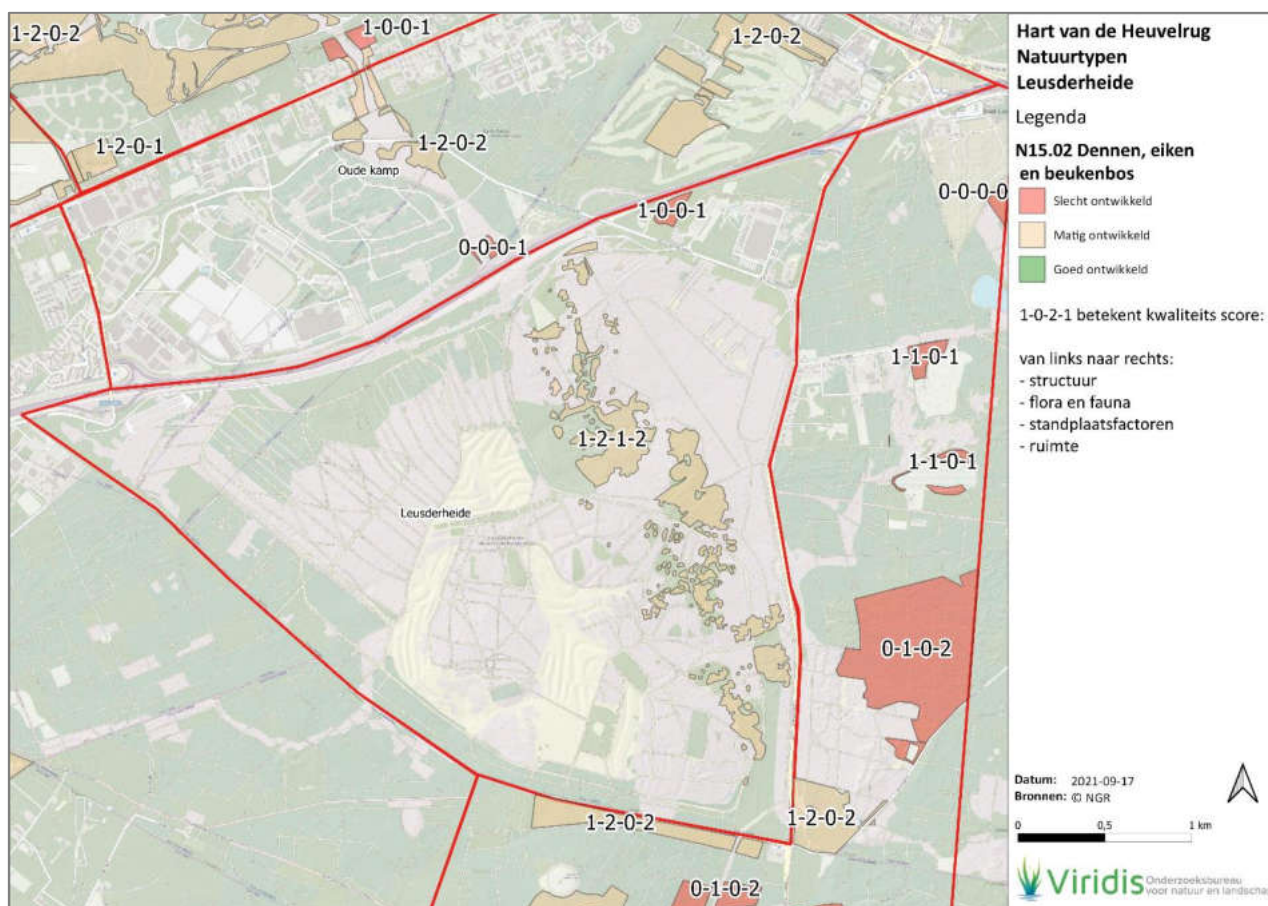 1-2-0-2
1-0-0-1
1-2-0-2
1-2-0-1
1-2-0-2
Oude kamp
0-0-0-0
1-0-0-1
0-0-0-1
1-1-0-1
1-2-1-2
1-1-0-1
Leusderheide
0-1-0-2
1-2-0-2
1-2-0-2
0-1-0-2
Hart van de Heuvelrug
Natuurtypen
Leusderheide
Legenda
N15.02 Dennen, eiken
en beukenbos
Slecht ontwikkeld
Matig ontwikkeld
Goed ontwikkeld
1-0-2-1 betekent kwaliteits score:
van links naar rechts:
- structuur
- flora en fauna
- standplaatsfactoren
- ruimte
Datum: 2021-09-17
Bronnen: © NGR
0 0,5 1 km
Viridis
Onderzoeksbureau
voor natuur en landschap